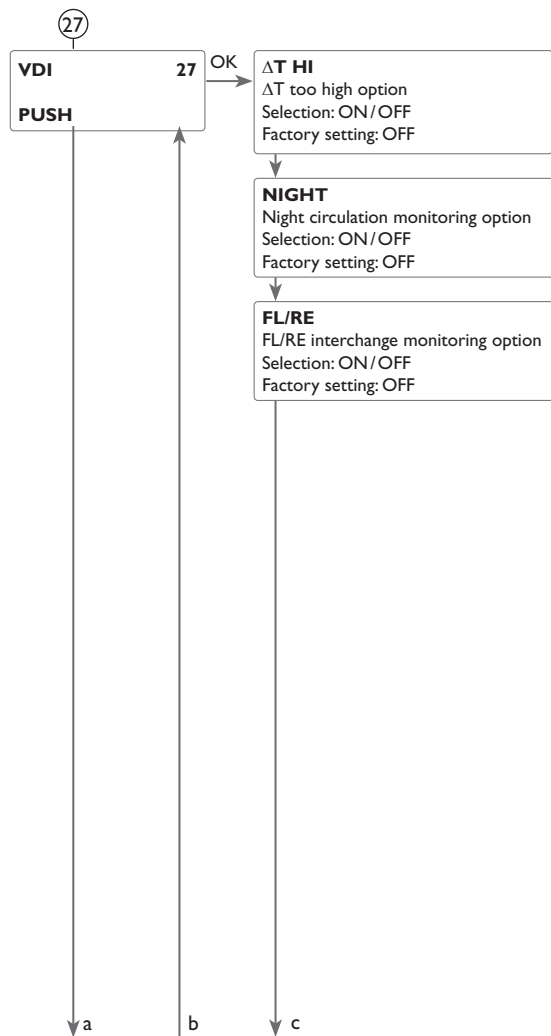 27
VDI 27
PUSH
OK
ΔT HI
ΔT too high option
Selection: ON/OFF
Factory setting: OFF
NIGHT
Night circulation monitoring option
Selection: ON/OFF
Factory setting: OFF
FL/RE
FL/RE interchange monitoring option
Selection: ON/OFF
Factory setting: OFF
a b c